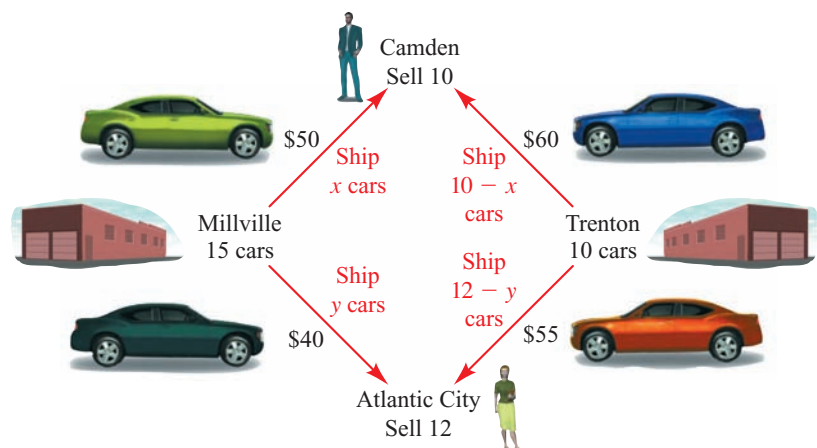 Camden
Sell 10
$50
$60
Ship
x cars
Ship
10 − x
cars
Millville
15 cars
Trenton
10 cars
Ship
y cars
Ship
12 − y
cars
$40
$55
Atlantic City
Sell 12